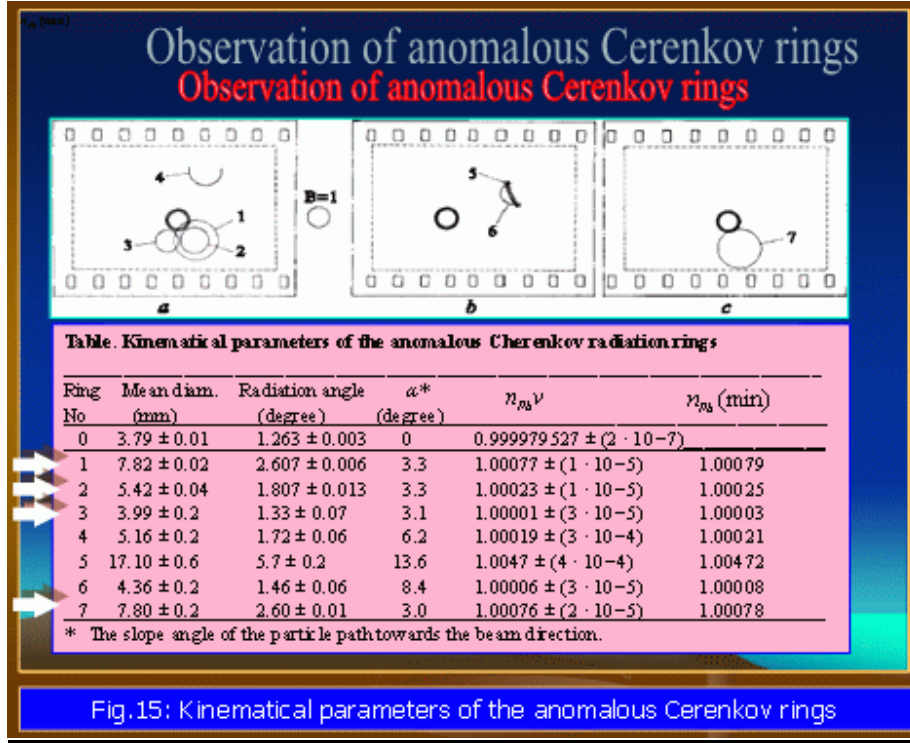 Observation of anomalous Cerenkov rings
Observation of anomalous Cerenkov rings
4
1
3
2
a
B=1
5
6
b
7
c
Table. Kinematical parameters of the anomalous Cherenkov radiation rings
Ring Mean diam. Radiation angle α* n_ph ν n_ph (min)
No (mm) (degree) (degree)
0 3.79 ± 0.01 1.263 ± 0.003 0 0.999979527 ± (2 · 10−7)
1 7.82 ± 0.02 2.607 ± 0.006 3.3 1.00077 ± (1 · 10−5) 1.00079
2 5.42 ± 0.04 1.807 ± 0.013 3.3 1.00023 ± (1 · 10−5) 1.00025
3 3.99 ± 0.2 1.33 ± 0.07 3.1 1.00001 ± (3 · 10−5) 1.00003
4 5.16 ± 0.2 1.72 ± 0.06 6.2 1.00019 ± (3 · 10−4) 1.00021
5 17.10 ± 0.6 5.7 ± 0.2 13.6 1.0047 ± (4 · 10−4) 1.00472
6 4.36 ± 0.2 1.46 ± 0.06 8.4 1.00006 ± (3 · 10−5) 1.00008
7 7.80 ± 0.2 2.60 ± 0.01 3.0 1.00076 ± (2 · 10−5) 1.00078
* The slope angle of the particle path towards the beam direction.
Fig.15: Kinematical parameters of the anomalous Cerenkov rings